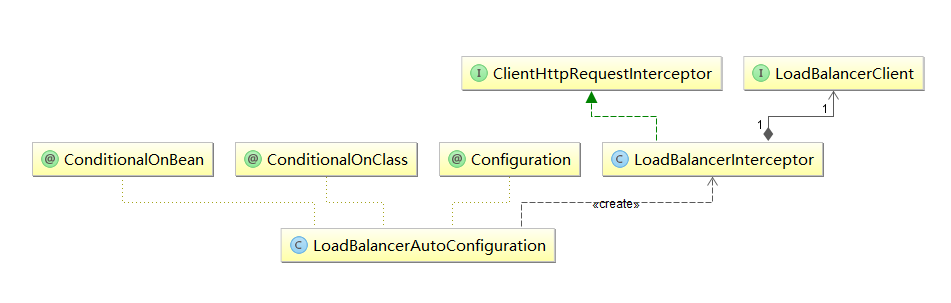 I ClientHttpRequestInterceptor
I LoadBalancerClient
1
1
@ ConditionalOnBean
@ ConditionalOnClass
@ Configuration
C LoadBalancerInterceptor
«create»
C LoadBalancerAutoConfiguration